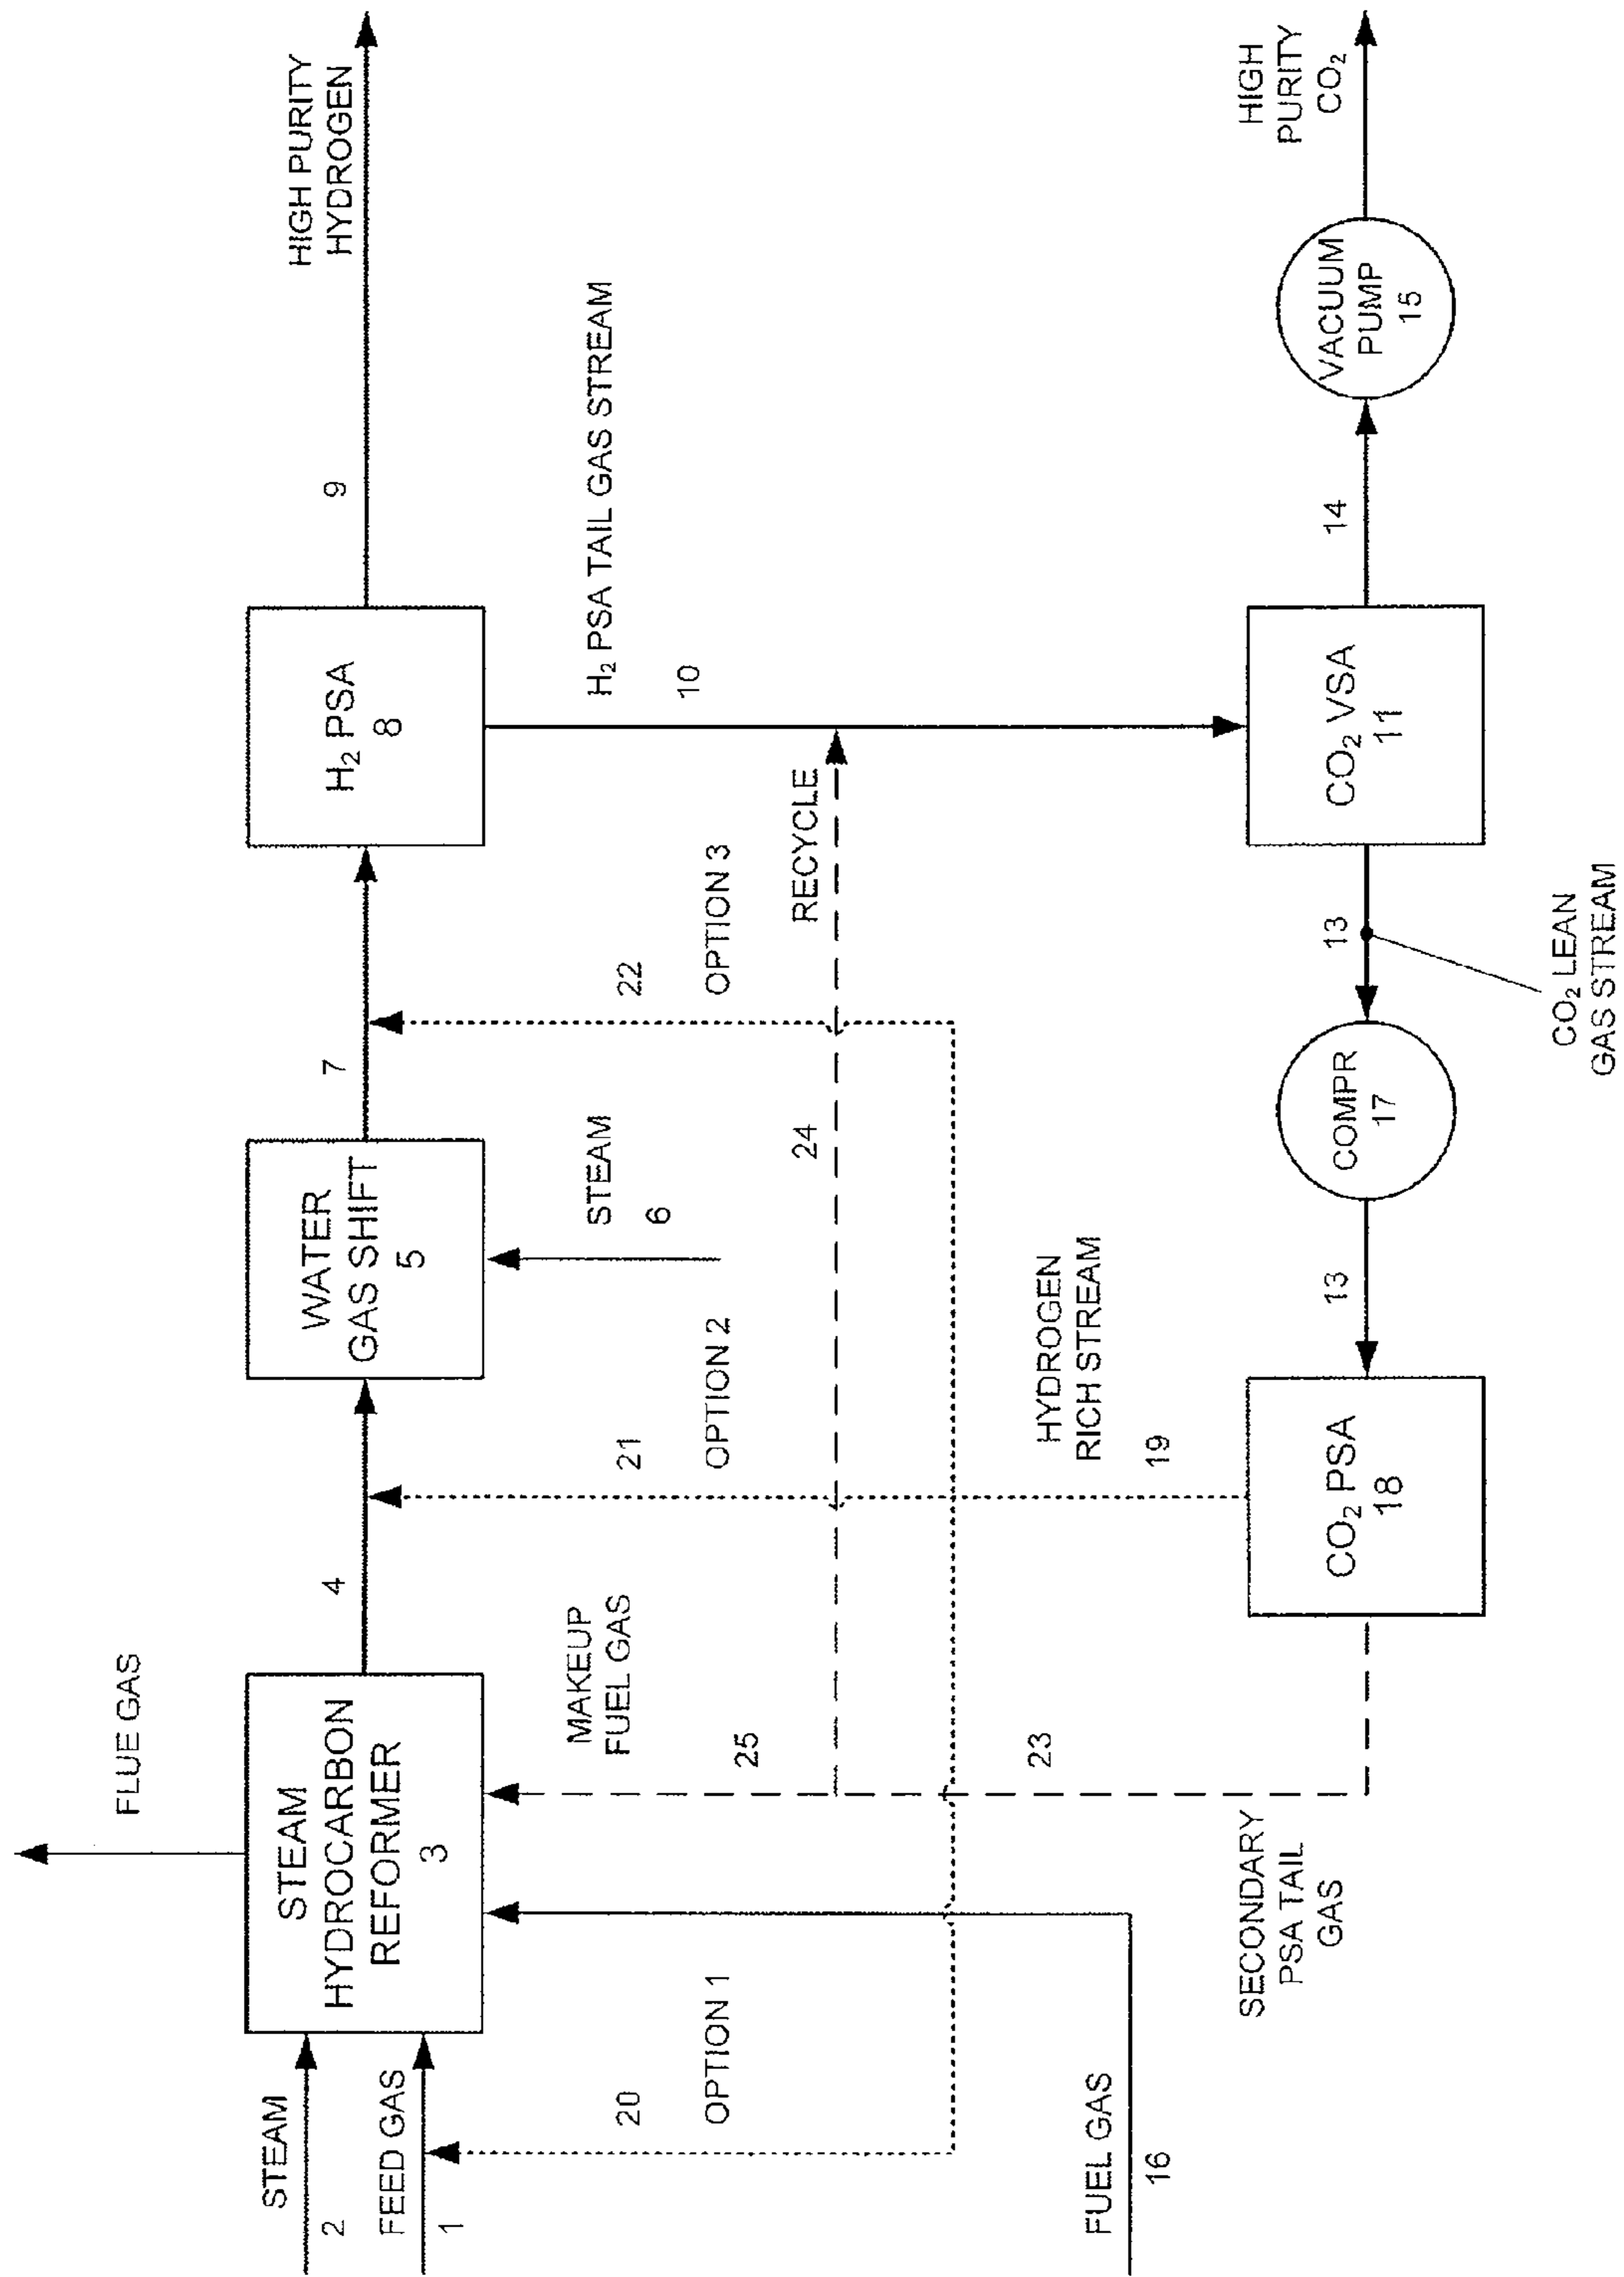 FLUE GAS
STEAM
2
FEED GAS
1
STEAM
HYDROCARBON
REFORMER
3
4
WATER
GAS SHIFT
5
7
H₂ PSA
8
9
HIGH PURITY
HYDROGEN
20
OPTION 1
MAKEUP
FUEL GAS
25
21
OPTION 2
STEAM
6
22
OPTION 3
24
RECYCLE
H₂ PSA TAIL GAS STREAM
10
FUEL GAS
16
23
HYDROGEN
RICH STREAM
19
SECONDARY
PSA TAIL
GAS
CO₂ PSA
18
13
COMPR
17
13
CO₂ LEAN
GAS STREAM
CO₂ VSA
11
14
VACUUM
PUMP
15
HIGH
PURITY
CO₂